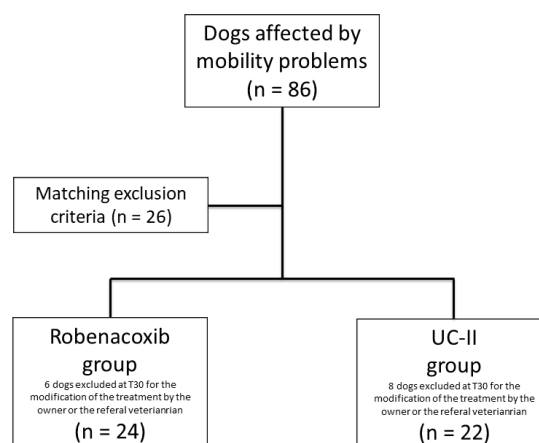 Dogs affected by
mobility problems
(n = 86)
Matching exclusion
criteria (n = 26)
Robenacoxib
group
6 dogs excluded at T30 for the
modification of the treatment by the
owner or the referal veterianrian
(n = 24)
UC-II
group
8 dogs excluded at T30 for the
modification of the treatment by the
owner or the referal veterianrian
(n = 22)